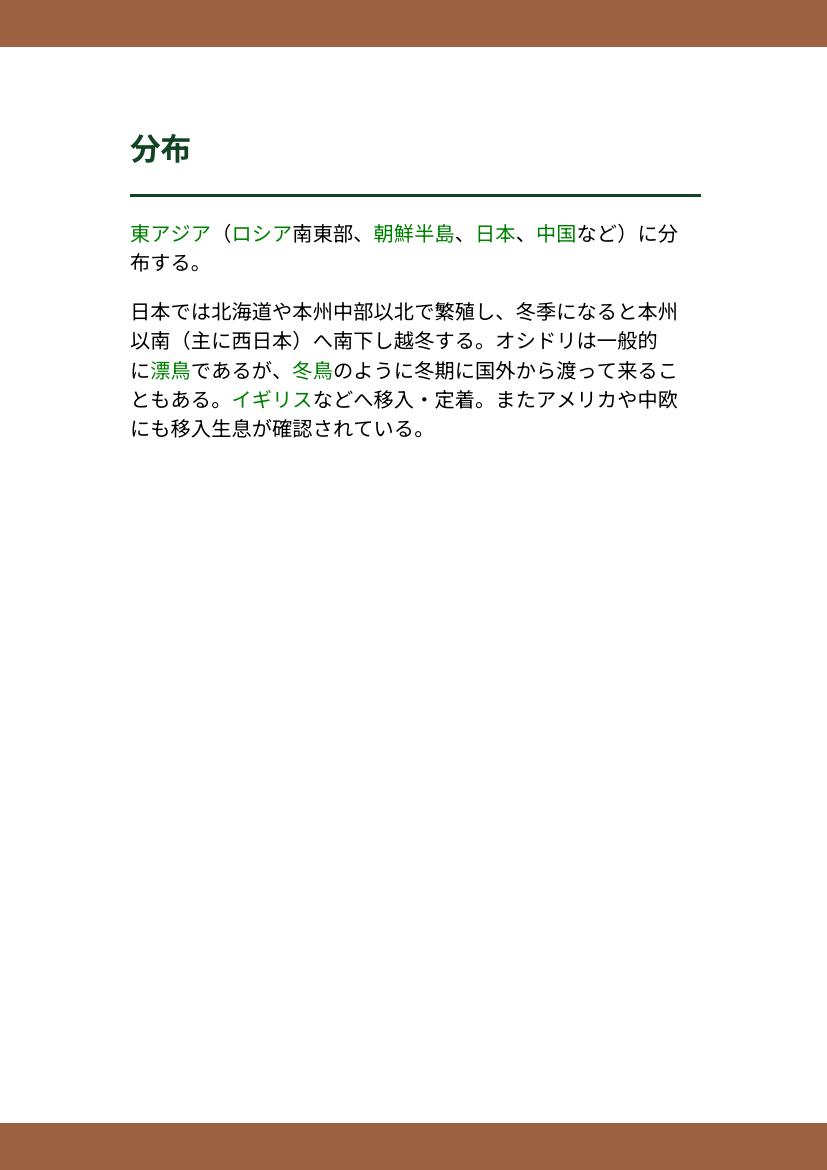 分布
東アジア（ロシア南東部、朝鮮半島、日本、中国など）に分
布する。
日本では北海道や本州中部以北で繁殖し、冬季になると本州
以南（主に西日本）へ南下し越冬する。オシドリは一般的
に漂鳥であるが、冬鳥のように冬期に国外から渡って来るこ
ともある。イギリスなどへ移入・定着。またアメリカや中欧
にも移入生息が確認されている。